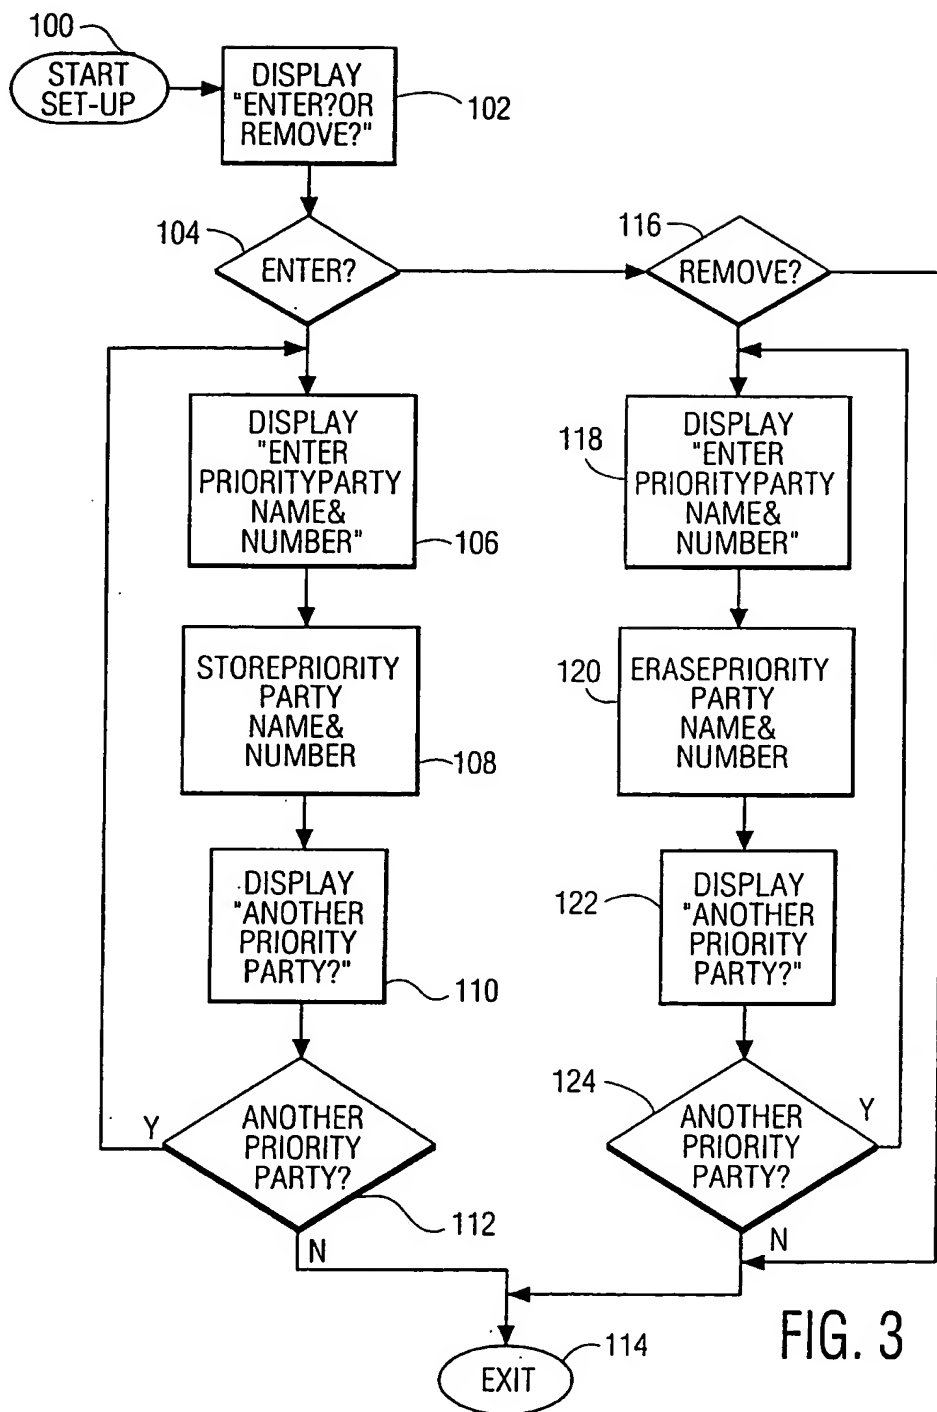 100
START
SET-UP
DISPLAY
"ENTER?OR
REMOVE?"
102
104
ENTER?
116
REMOVE?
DISPLAY
"ENTER
PRIORITYPARTY
NAME&
NUMBER"
106
118
DISPLAY
"ENTER
PRIORITYPARTY
NAME&
NUMBER"
STOREPRIORITY
PARTY
NAME&
NUMBER
108
120
ERASEPRIORITY
PARTY
NAME&
NUMBER
DISPLAY
"ANOTHER
PRIORITY
PARTY?"
110
122
DISPLAY
"ANOTHER
PRIORITY
PARTY?"
Y
ANOTHER
PRIORITY
PARTY?
112
N
124
ANOTHER
PRIORITY
PARTY?
Y
N
EXIT
114
FIG. 3